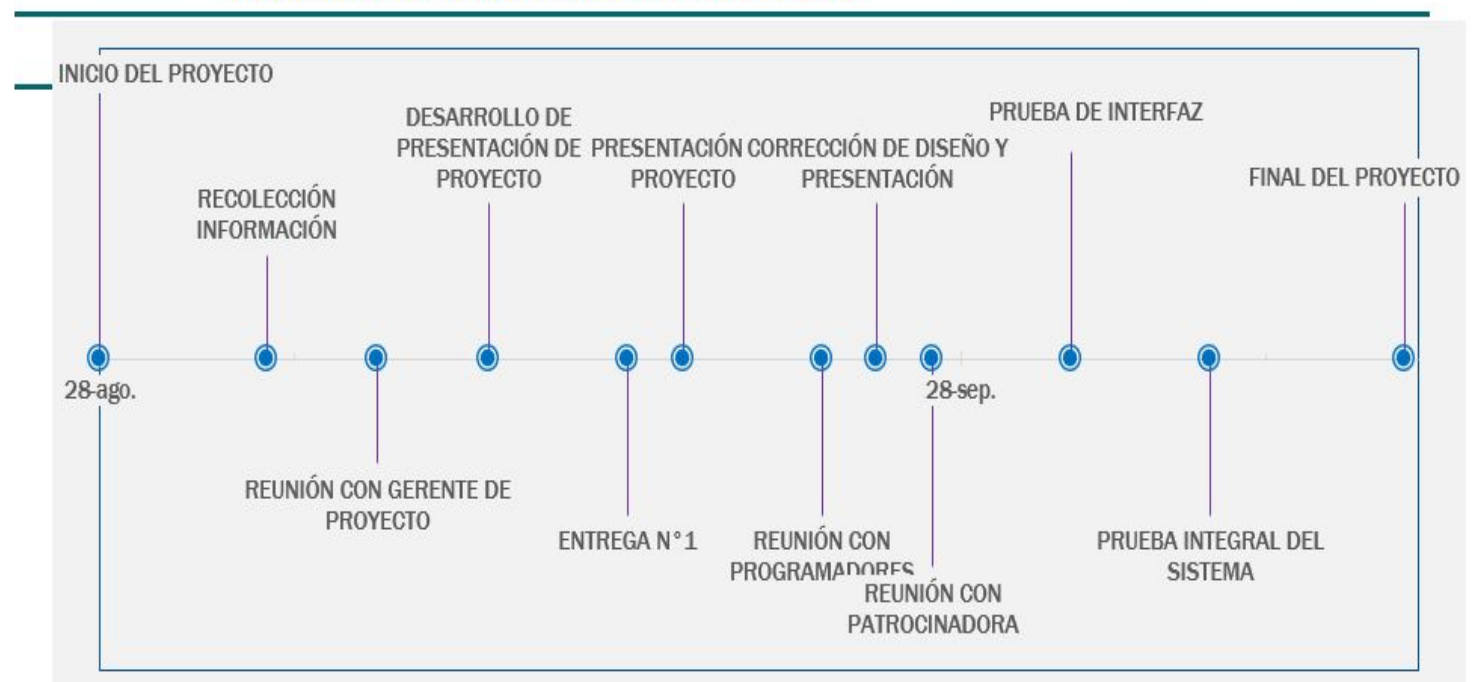 INICIO DEL PROYECTO
RECOLECCIÓN
INFORMACIÓN
DESARROLLO DE
PRESENTACIÓN DE
PROYECTO
PRESENTACIÓN
PROYECTO
CORRECCIÓN DE DISEÑO Y
PRESENTACIÓN
PRUEBA DE INTERFAZ
FINAL DEL PROYECTO
28-ago.
28-sep.
REUNIÓN CON GERENTE DE
PROYECTO
ENTREGA N°1
REUNIÓN CON
PROGRAMADORES
REUNIÓN CON
PATROCINADORA
PRUEBA INTEGRAL DEL
SISTEMA